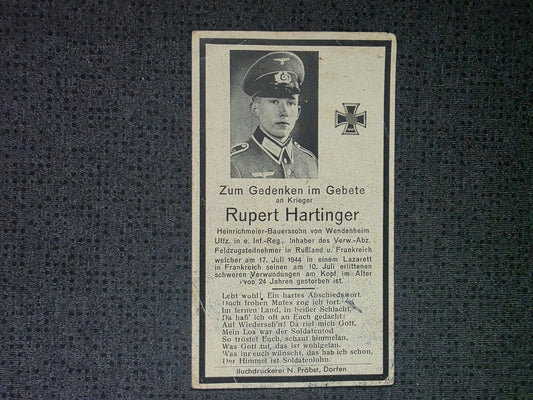 Zum Gedenken im Gebete
an Krieger
Rupert Hartinger
Heinrichmeier-Bauerssohn von Wendenheim
Uffz. in e. Inf.-Reg., Inhaber des Verw.-Abz.
Feldzugsteilnehmer in Rußland u. Frankreich
welcher am 17. Juli 1944 in einem Lazarett
in Frankreich seinen am 10. Juli erlittenen
schweren Verwundungen am Kopf, im Alter
von 24 Jahren gestorben ist.
Lebt wohl! Ein hartes Abschiedswort.
Doch frohen Mutes zog ich fort.
Im fernen Land, in heißer Schlacht,
Da hab' ich oft an Euch gedacht;
Auf Wiederseh'n! Da rief mich Gott,
Mein Los war der Soldatentod
So tröstet Euch, schaut himmelan,
Was Gott tut, das ist wohlgetan.
Was ihr euch wünscht, das hab ich schon,
Der Himmel ist Soldatenlohn.
Buchdruckerei N. Pröbst, Dorfen